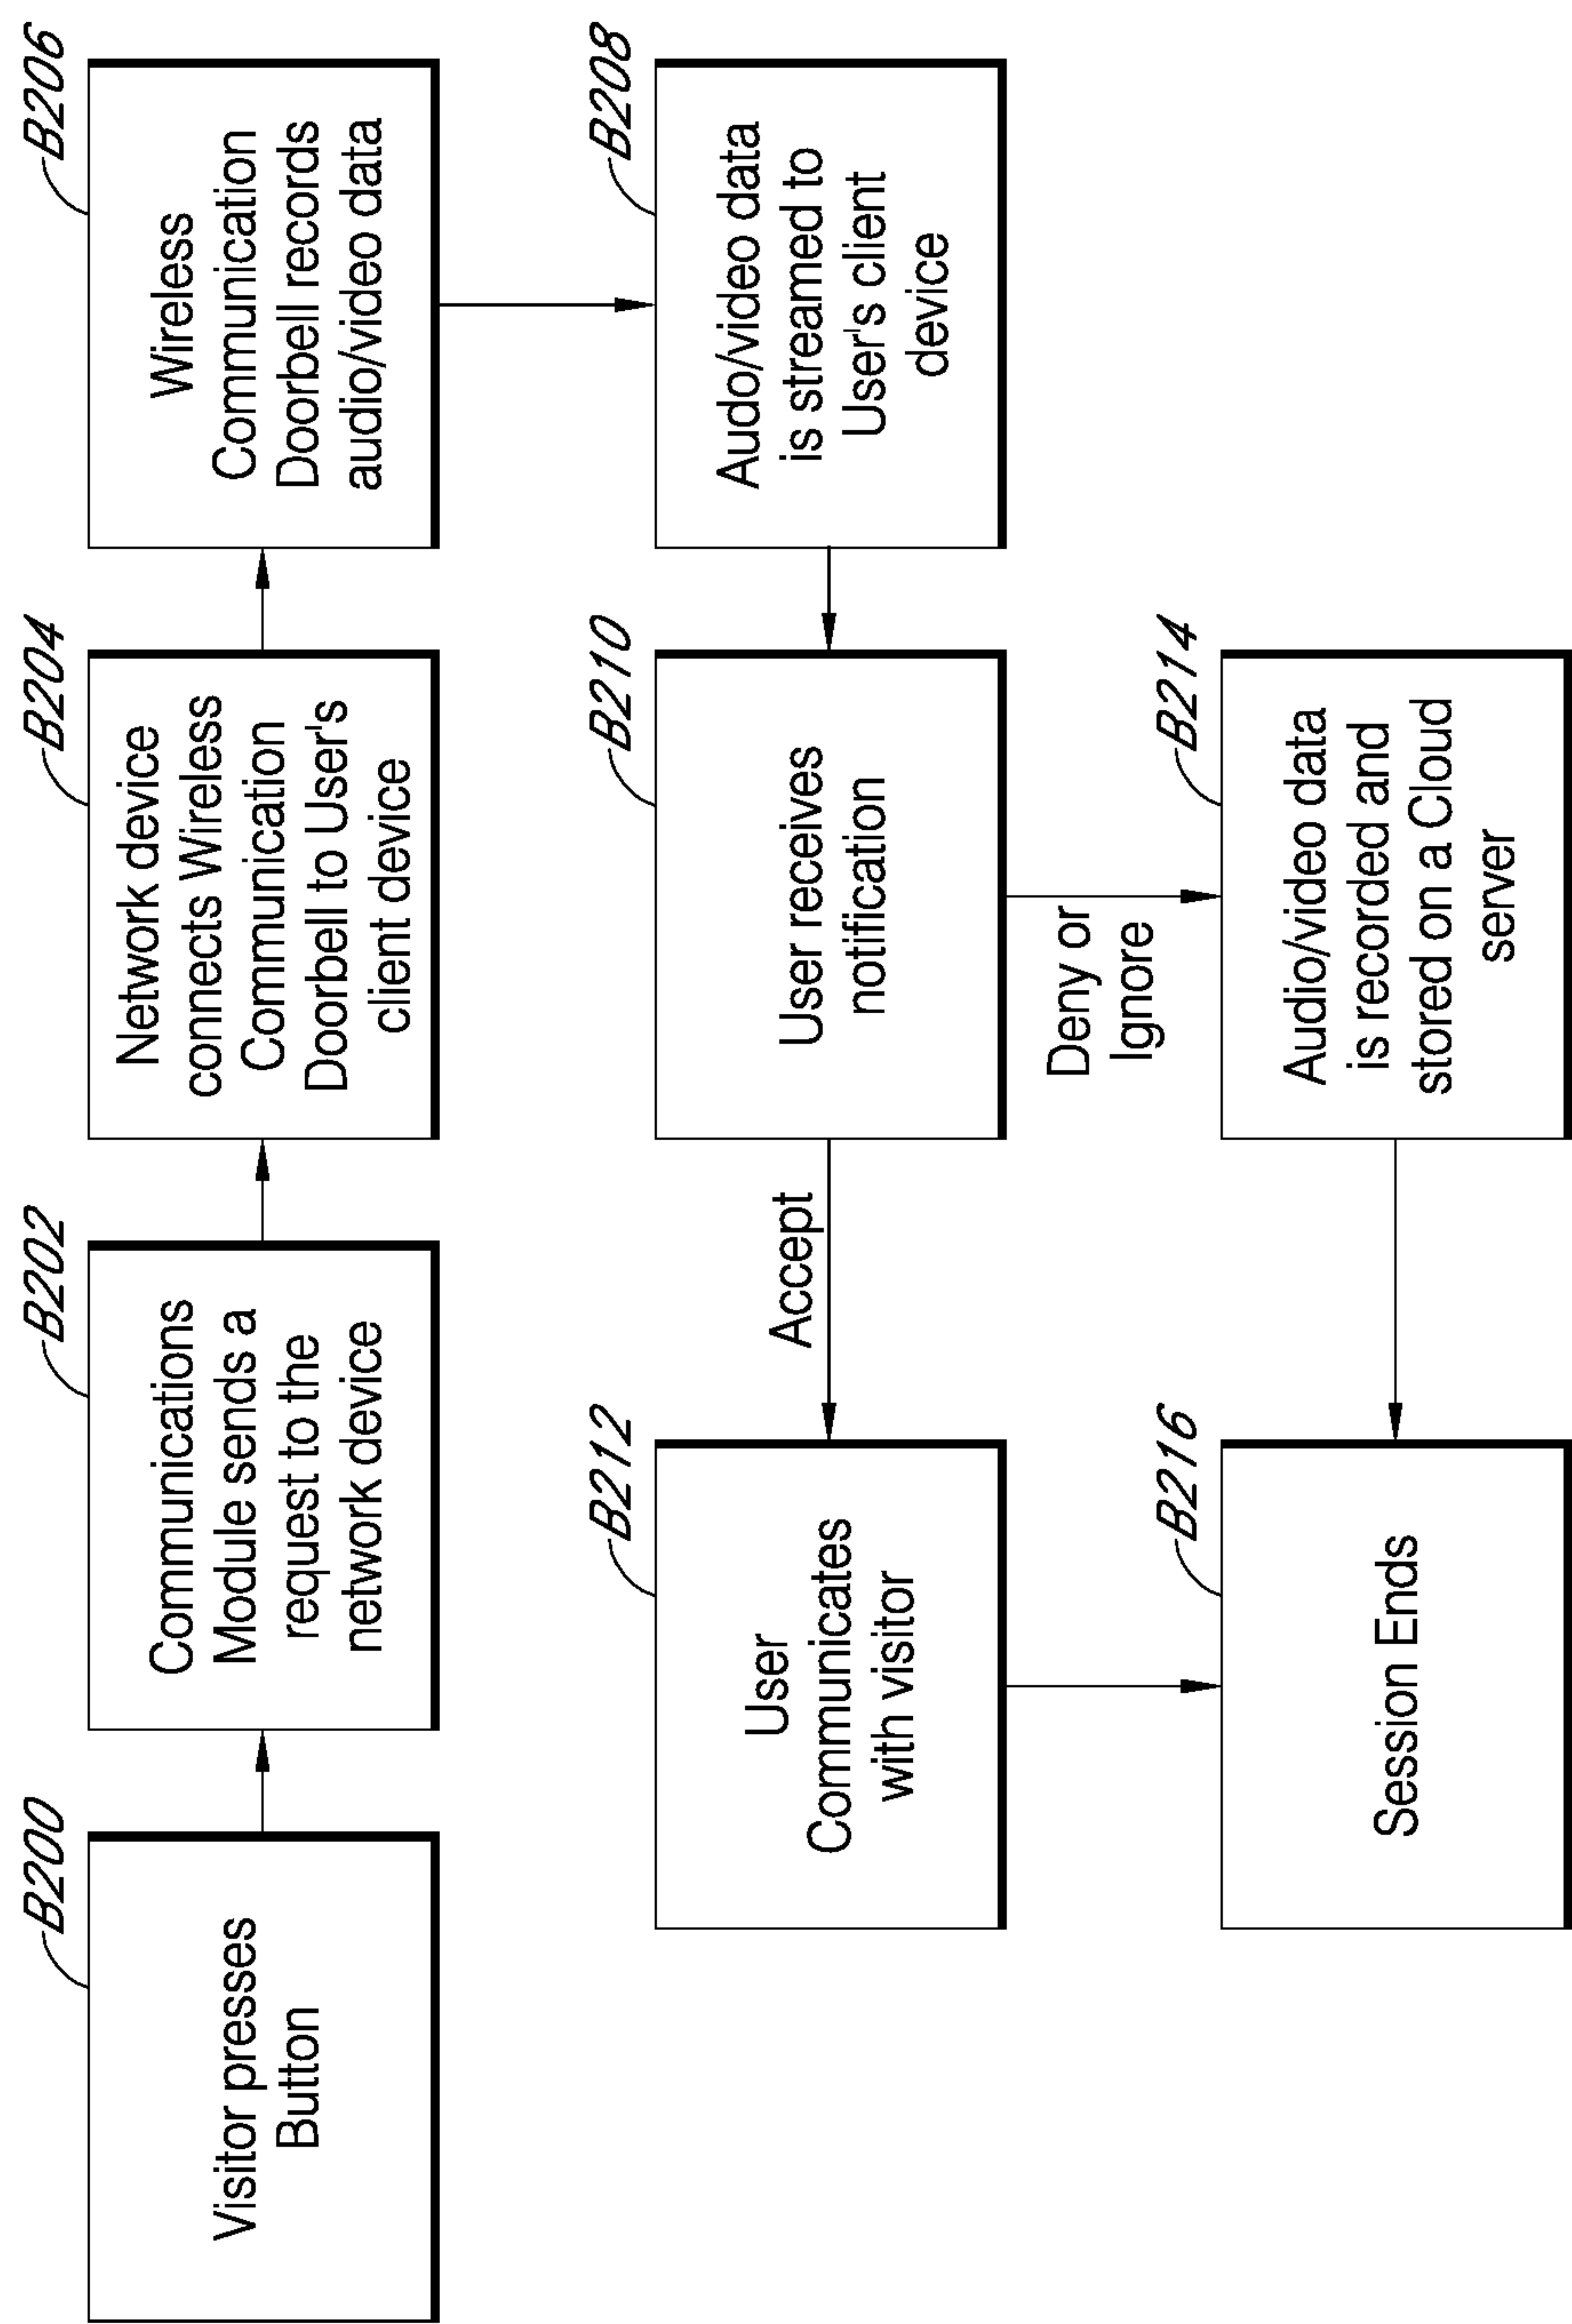 B200
Visitor presses
Button
B202
Communications
Module sends a
request to the
network device
B204
Network device
connects Wireless
Communication
Doorbell to User's
client device
B206
Wireless
Communication
Doorbell records
audio/video data
B208
Audo/video data
is streamed to
User's client
device
B210
User receives
notification
Accept
Deny or
Ignore
B212
User
Communicates
with visitor
B214
Audio/video data
is recorded and
stored on a Cloud
server
B216
Session Ends